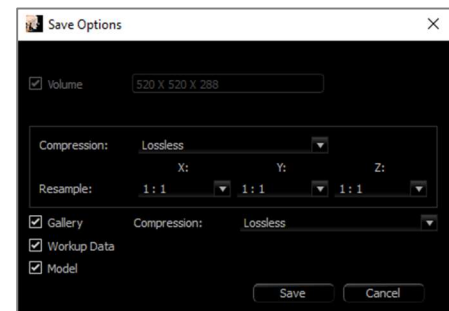 Save Options
Volume 520 X 520 X 288
Compression: Lossless
X: Y: Z:
Resample: 1 : 1 1 : 1 1 : 1
Gallery Compression: Lossless
Workup Data
Model
Save Cancel